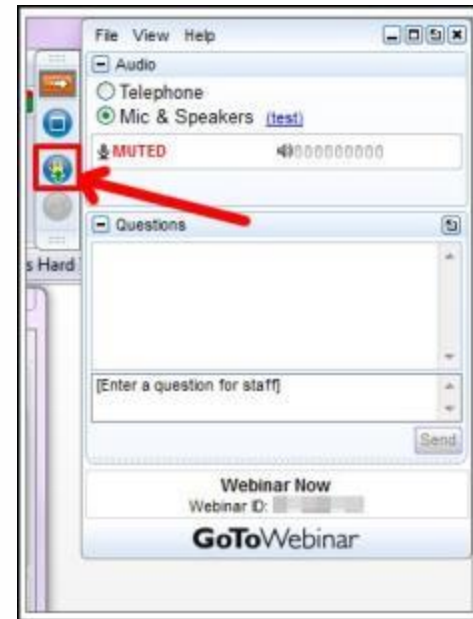 File View Help
Audio
Telephone
Mic & Speakers (test)
MUTED
Questions
s Hard
[Enter a question for staff]
Send
Webinar Now
Webinar ID:
GoToWebinar